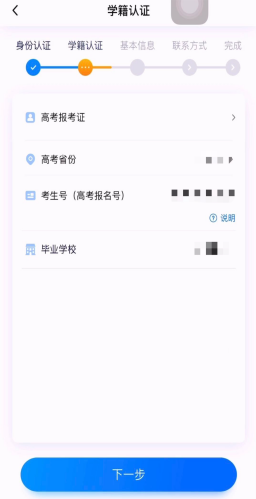 学籍认证
身份认证 学籍认证 基本信息 联系方式 完成
高考报考证
高考省份
考生号（高考报名号）
说明
毕业学校
下一步